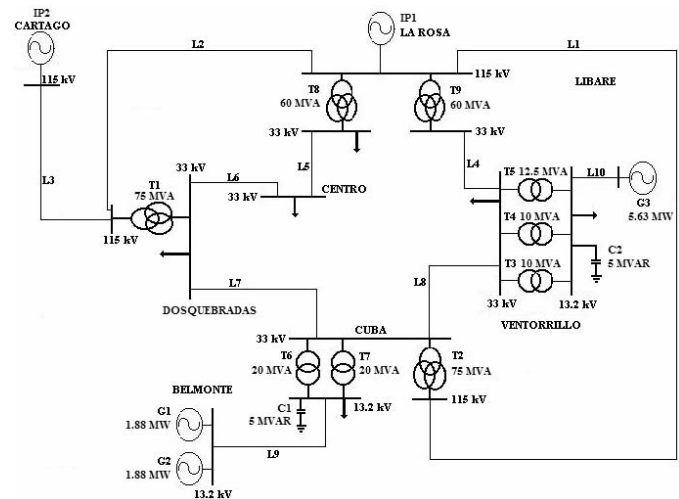 IP2
CARTAGO
IP1
LA ROSA
L2
L1
115 kV
115 kV
LIBARE
T8
60 MVA
T9
60 MVA
33 kV
33 kV
L3
33 kV
L6
L5
L4
T1
75 MVA
33 kV
CENTRO
T5 12.5 MVA
L10
G3
5.63 MW
T4 10 MVA
C2
5 MVAR
T3 10 MVA
115 kV
L7
L8
33 kV
13.2 kV
DOSQUEBRADAS
VENTORRILLO
33 kV
CUBA
T6
20 MVA
T7
20 MVA
T2
75 MVA
BELMONTE
C1
5 MVAR
13.2 kV
115 kV
G1
1.88 MW
L9
G2
1.88 MW
13.2 kV